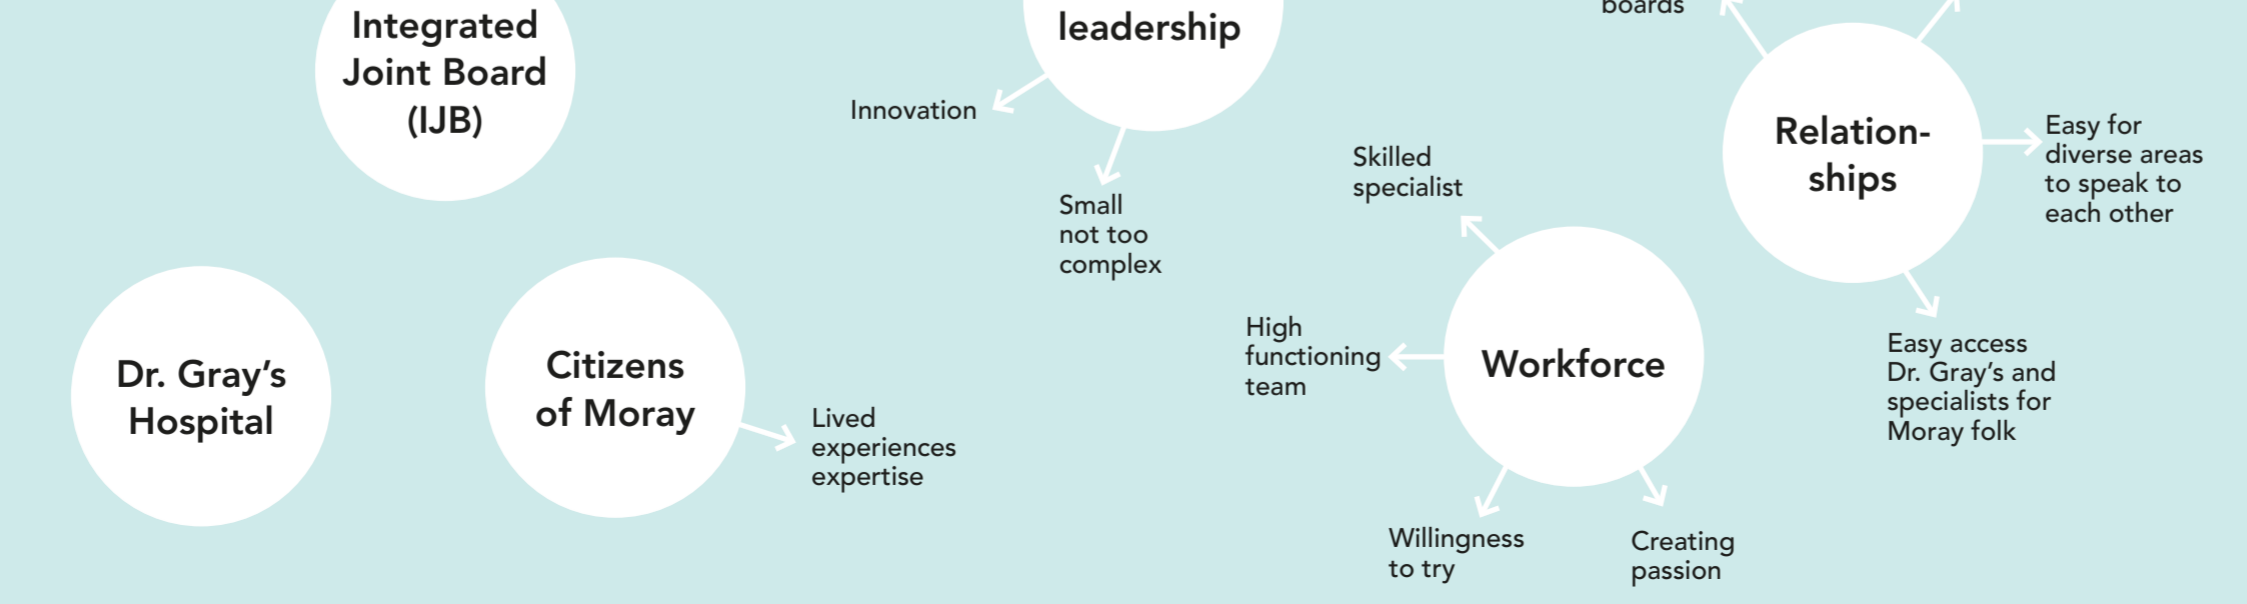 Integrated
Joint Board
(IJB)
leadership
Innovation
Small
not too
complex
boards
Relation-
ships
Easy for
diverse areas
to speak to
each other
Easy access
Dr. Gray's and
specialists for
Moray folk
Skilled
specialist
High
functioning
team
Workforce
Willingness
to try
Creating
passion
Dr. Gray's
Hospital
Citizens
of Moray
Lived
experiences
expertise